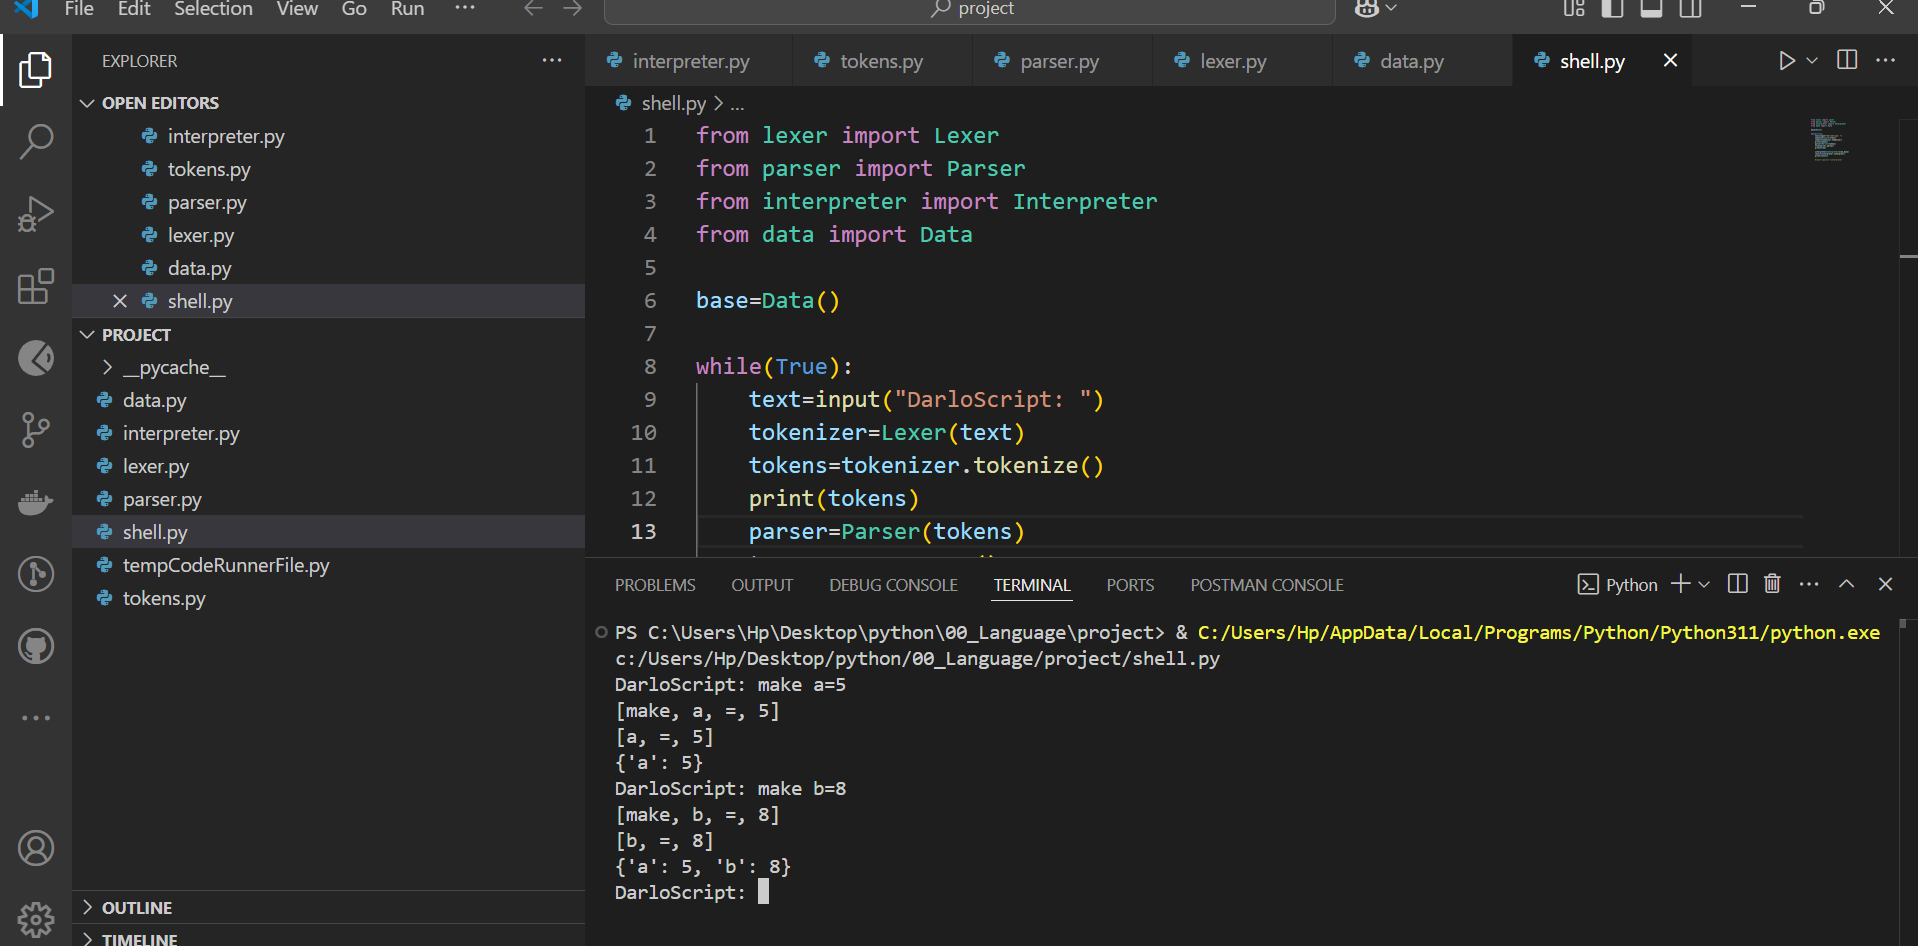 File Edit Selection View Go Run ... project
EXPLORER
OPEN EDITORS
interpreter.py
tokens.py
parser.py
lexer.py
data.py
shell.py
PROJECT
__pycache__
data.py
interpreter.py
lexer.py
parser.py
shell.py
tempCodeRunnerFile.py
tokens.py
OUTLINE
TIMELINE
interpreter.py tokens.py parser.py lexer.py data.py shell.py
shell.py > ...
1 from lexer import Lexer
2 from parser import Parser
3 from interpreter import Interpreter
4 from data import Data
5
6 base=Data()
7
8 while(True):
9 text=input("DarloScript: ")
10 tokenizer=Lexer(text)
11 tokens=tokenizer.tokenize()
12 print(tokens)
13 parser=Parser(tokens)
PROBLEMS OUTPUT DEBUG CONSOLE TERMINAL PORTS POSTMAN CONSOLE Python
PS C:\Users\Hp\Desktop\python\00_Language\project> & C:/Users/Hp/AppData/Local/Programs/Python/Python311/python.exe
c:/Users/Hp/Desktop/python/00_Language/project/shell.py
DarloScript: make a=5
[make, a, =, 5]
[a, =, 5]
{'a': 5}
DarloScript: make b=8
[make, b, =, 8]
[b, =, 8]
{'a': 5, 'b': 8}
DarloScript: